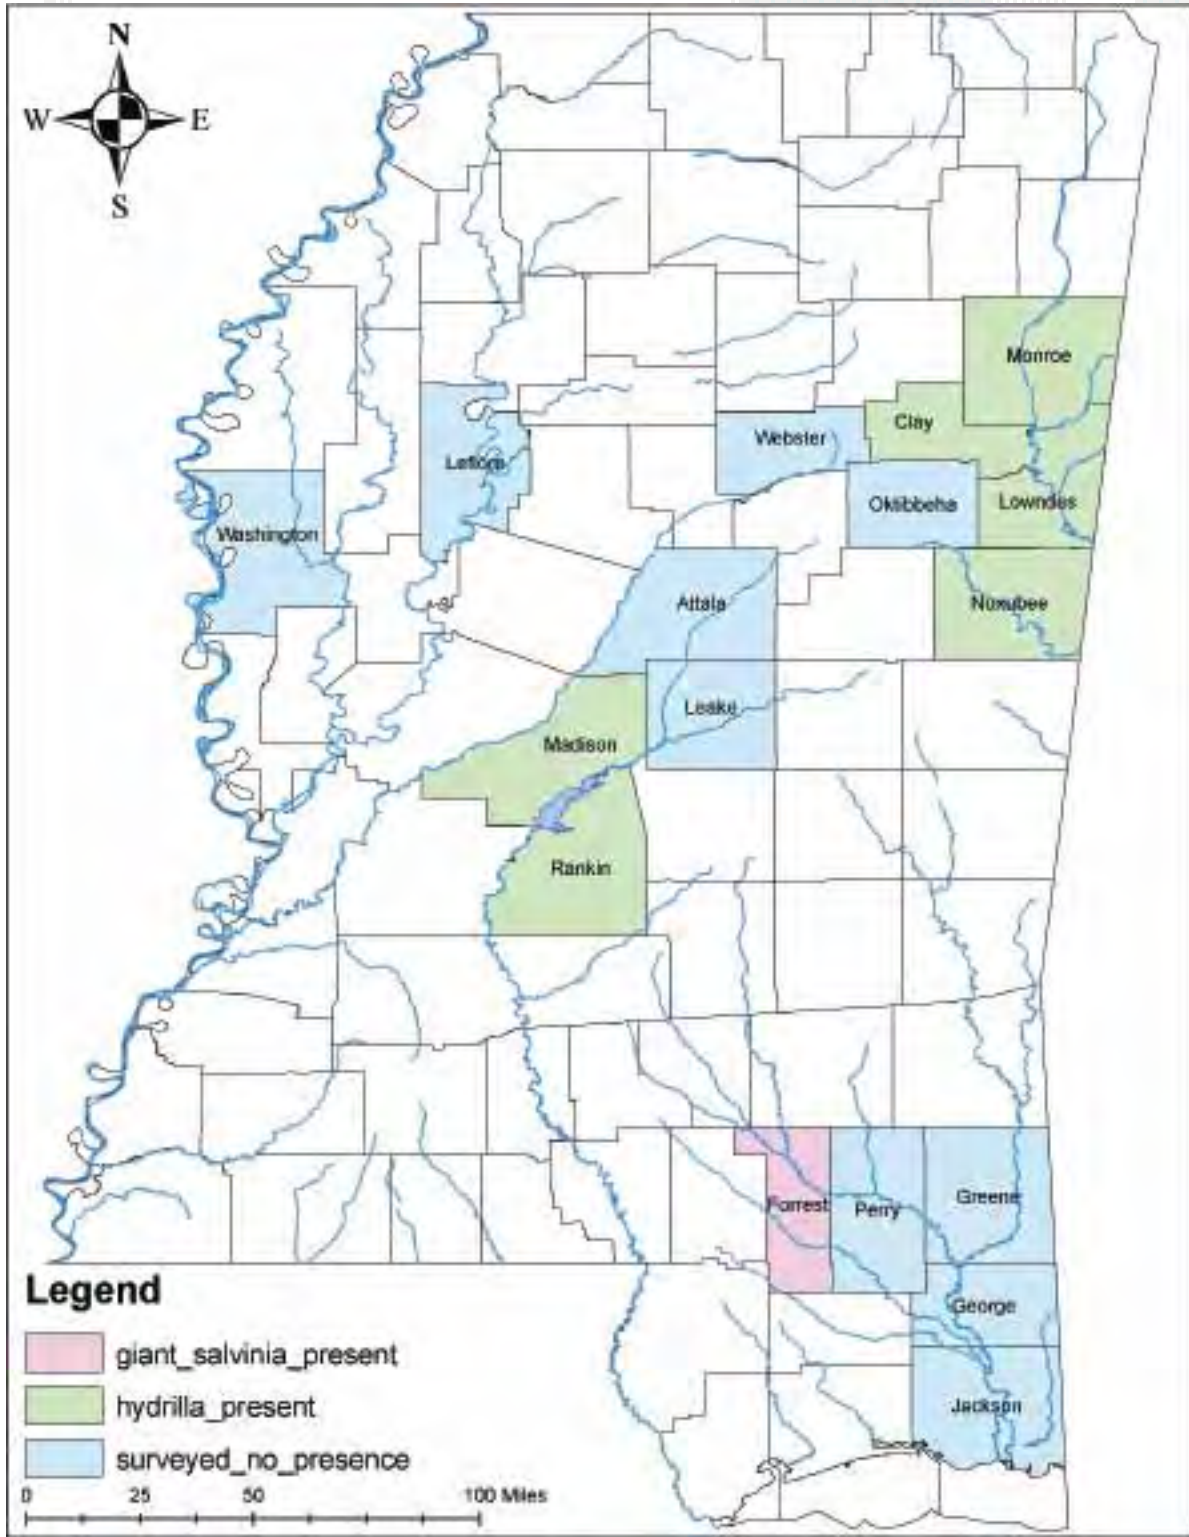 N
W E
S
Monroe
Clay
Webster
Leflore
Oktibbeha
Lowndes
Washington
Attala
Noxubee
Leake
Madison
Rankin
Forrest
Perry
Greene
George
Jackson
Legend
giant_salvinia_present
hydrilla_present
surveyed_no_presence
0 25 50 100 Miles